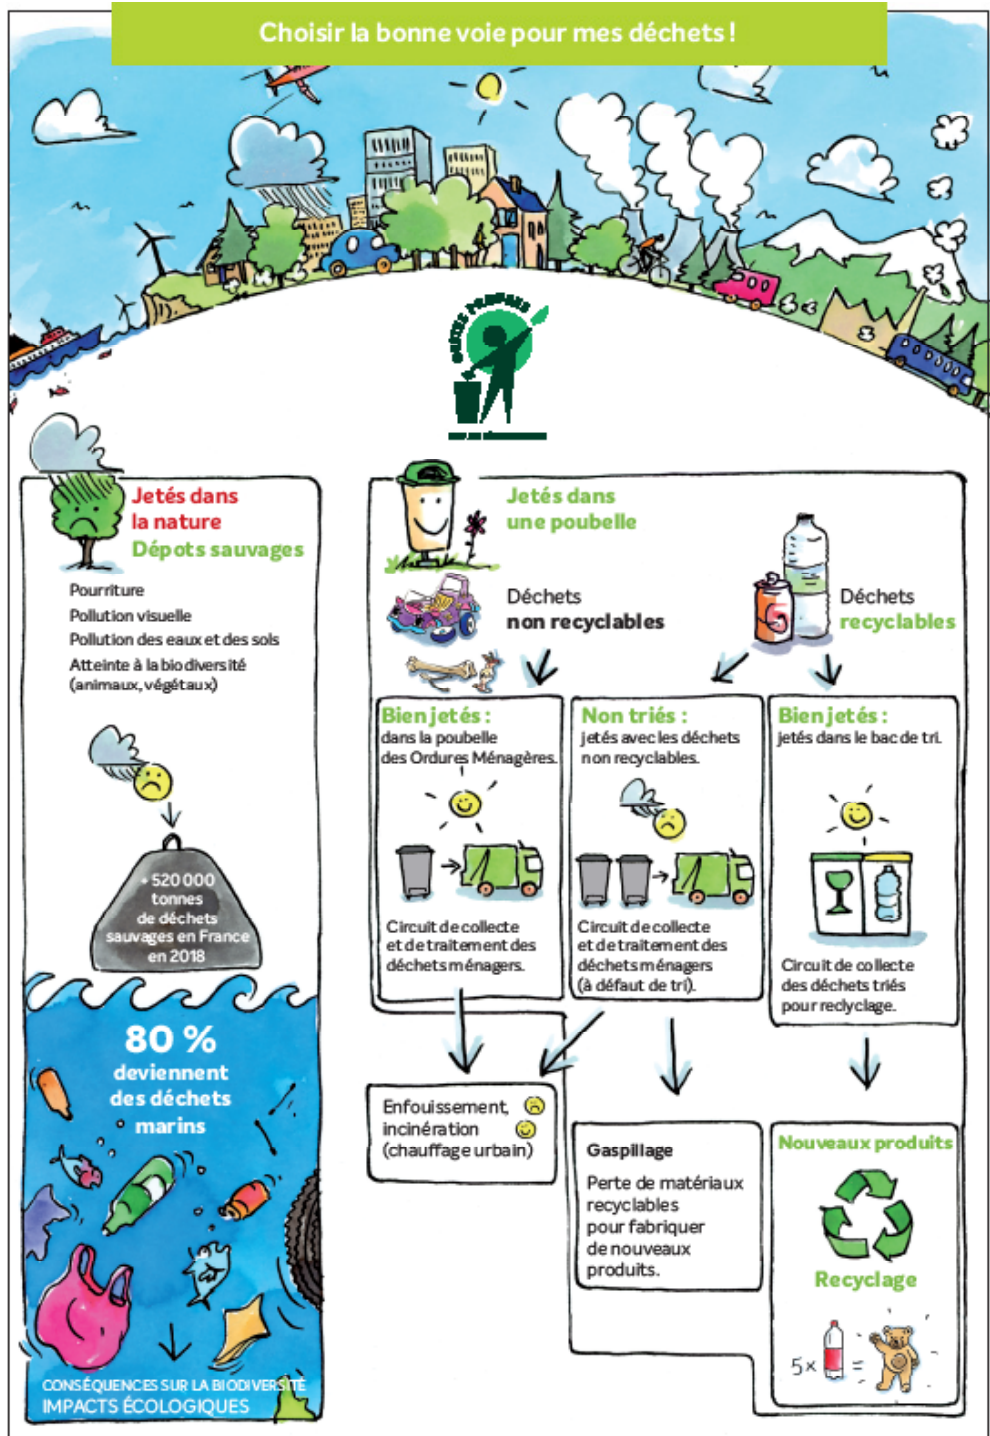 Choisir la bonne voie pour mes déchets !
Jetés dans
la nature
Dépots sauvages
Pourriture
Pollution visuelle
Pollution des eaux et des sols
Atteinte à la biodiversité
(animaux, végétaux)
+ 520 000
tonnes
de déchets
sauvages en France
en 2018
80 %
deviennent
des déchets
marins
CONSÉQUENCES SUR LA BIODIVERSITÉ
IMPACTS ÉCOLOGIQUES
Jetés dans
une poubelle
Déchets
non recyclables
Déchets
recyclables
Bien jetés :
dans la poubelle
des Ordures Ménagères.
Circuit de collecte
et de traitement des
déchets ménagers.
Non triés :
jetés avec les déchets
non recyclables.
Circuit de collecte
et de traitement des
déchets ménagers
(à défaut de tri).
Bien jetés :
jetés dans le bac de tri.
Circuit de collecte
des déchets triés
pour reclyclage.
Enfouissement,
incinération
(chauffage urbain)
Gaspillage
Perte de matériaux
recyclables
pour fabriquer
de nouveaux
produits.
Nouveaux produits
Recyclage
5x =